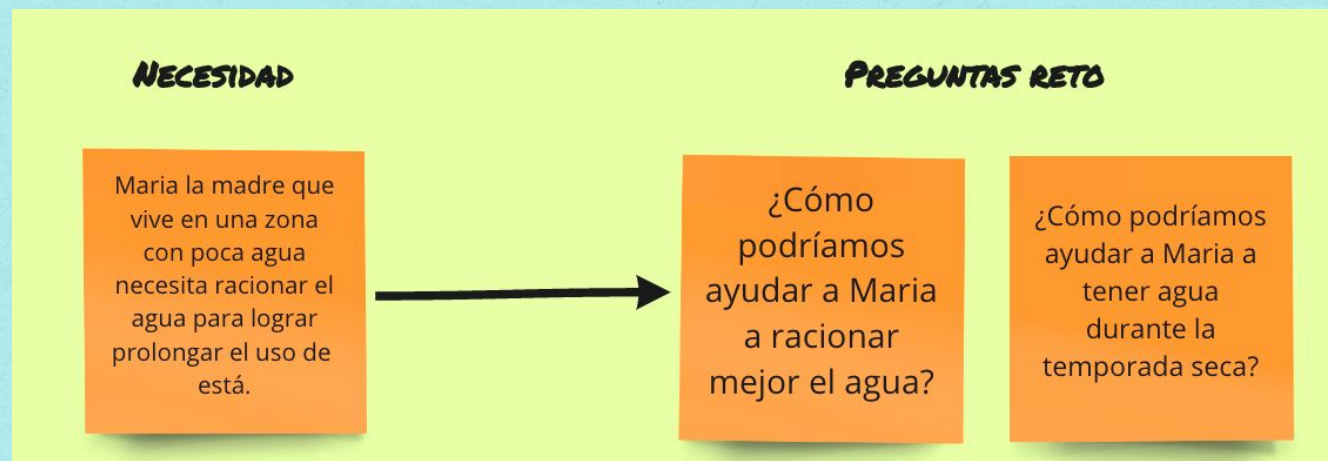 NECESIDAD
PREGUNTAS RETO
Maria la madre que
vive en una zona
con poca agua
necesita racionar el
agua para lograr
prolongar el uso de
está.
¿Cómo
podríamos
ayudar a Maria
a racionar
mejor el agua?
¿Cómo podríamos
ayudar a Maria a
tener agua
durante la
temporada seca?